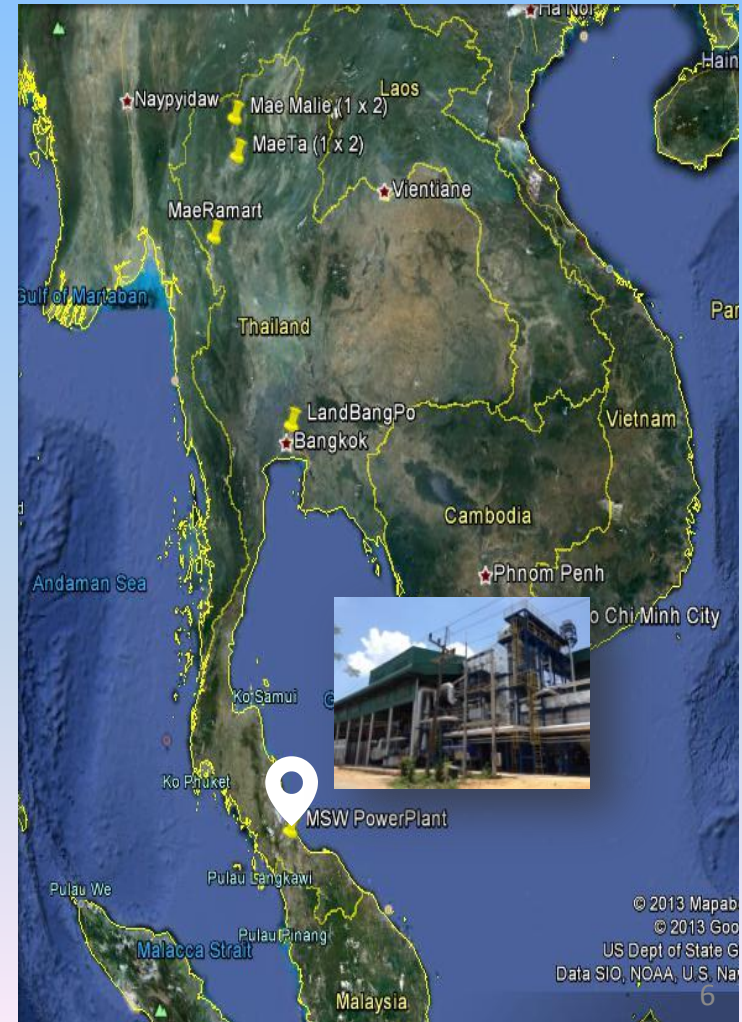 Ha Noi
Hain
Naypyidaw
Mae Malie (1 x 2)
Laos
MaeTa (1 x 2)
Vientiane
MaeRamart
Gulf of Martaban
Par
Thailand
LandBangPo
Bangkok
Vietnam
Cambodia
Andaman Sea
Phnom Penh
o Chi Minh City
Ko Samui
G
Ko Phuket
MSW PowerPlant
Pulau Langkawi
Pulau We
Pulau Pinang
Malacca Strait
Malaysia
© 2013 Mapab
© 2013 Goo
US Dept of State G
Data SIO, NOAA, U.S. Nav
6